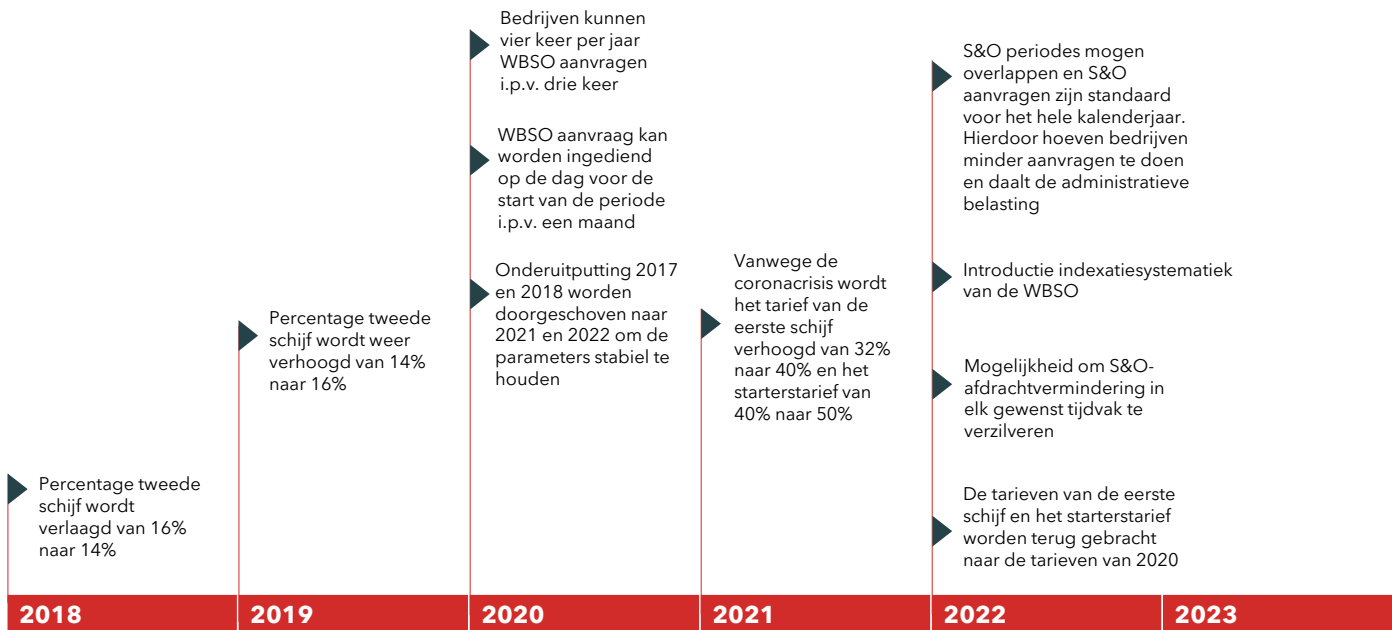 Percentage tweede
schijf wordt
verlaagd van 16%
naar 14%
Percentage tweede
schijf wordt weer
verhoogd van 14%
naar 16%
Bedrijven kunnen
vier keer per jaar
WBSO aanvragen
i.p.v. drie keer
WBSO aanvraag kan
worden ingediend
op de dag voor de
start van de periode
i.p.v. een maand
Onderuitputting 2017
en 2018 worden
doorgeschoven naar
2021 en 2022 om de
parameters stabiel te
houden
Vanwege de
coronacrisis wordt
het tarief van de
eerste schijf
verhoogd van 32%
naar 40% en het
starterstarief van
40% naar 50%
S&O periodes mogen
overlappen en S&O
aanvragen zijn standaard
voor het hele kalenderjaar.
Hierdoor hoeven bedrijven
minder aanvragen te doen
en daalt de administratieve
belasting
Introductie indexatiesystematiek
van de WBSO
Mogelijkheid om S&O-
afdrachtvermindering in
elk gewenst tijdvak te
verzilveren
De tarieven van de eerste
schijf en het starterstarief
worden terug gebracht
naar de tarieven van 2020
2018
2019
2020
2021
2022
2023